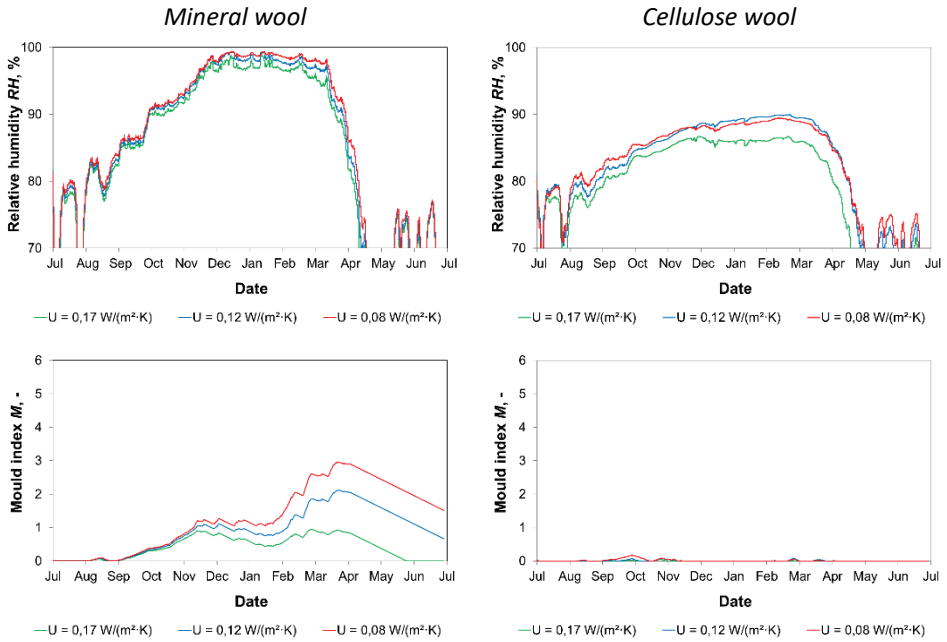 Mineral wool
Cellulose wool
Relative humidity RH, %
100
90
80
70
Jul Aug Sep Oct Nov Dec Jan Feb Mar Apr May Jun Jul
Date
U = 0,17 W/(m²·K) U = 0,12 W/(m²·K) U = 0,08 W/(m²·K)
Relative humidity RH, %
100
90
80
70
Jul Aug Sep Oct Nov Dec Jan Feb Mar Apr May Jun Jul
Date
U = 0,17 W/(m²·K) U = 0,12 W/(m²·K) U = 0,08 W/(m²·K)
Mould index M, -
6
5
4
3
2
1
0
Jul Aug Sep Oct Nov Dec Jan Feb Mar Apr May Jun Jul
Date
U = 0,17 W/(m²·K) U = 0,12 W/(m²·K) U = 0,08 W/(m²·K)
Mould index M, -
6
5
4
3
2
1
0
Jul Aug Sep Oct Nov Dec Jan Feb Mar Apr May Jun Jul
Date
U = 0,17 W/(m²·K) U = 0,12 W/(m²·K) U = 0,08 W/(m²·K)